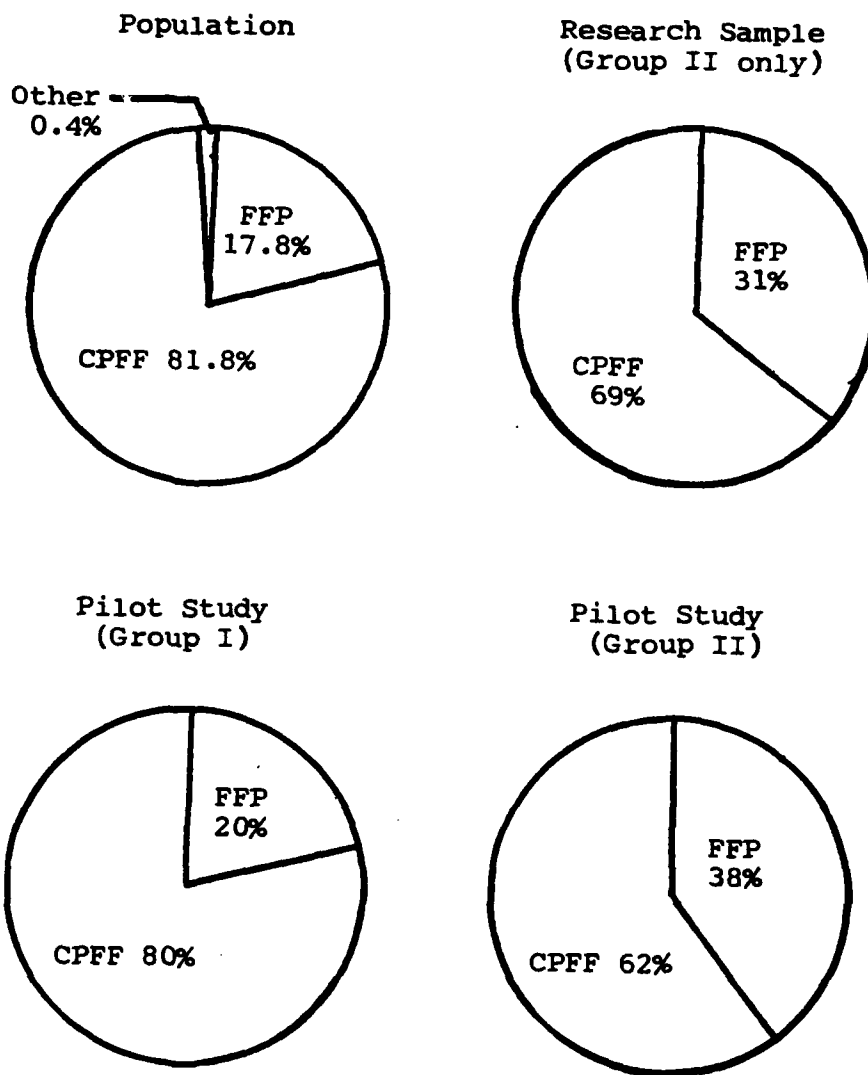 Population
Other
0.4%
FFP
17.8%
CPFF 81.8%
Research Sample
(Group II only)
FFP
31%
CPFF
69%
Pilot Study
(Group I)
FFP
20%
CPFF 80%
Pilot Study
(Group II)
FFP
38%
CPFF 62%